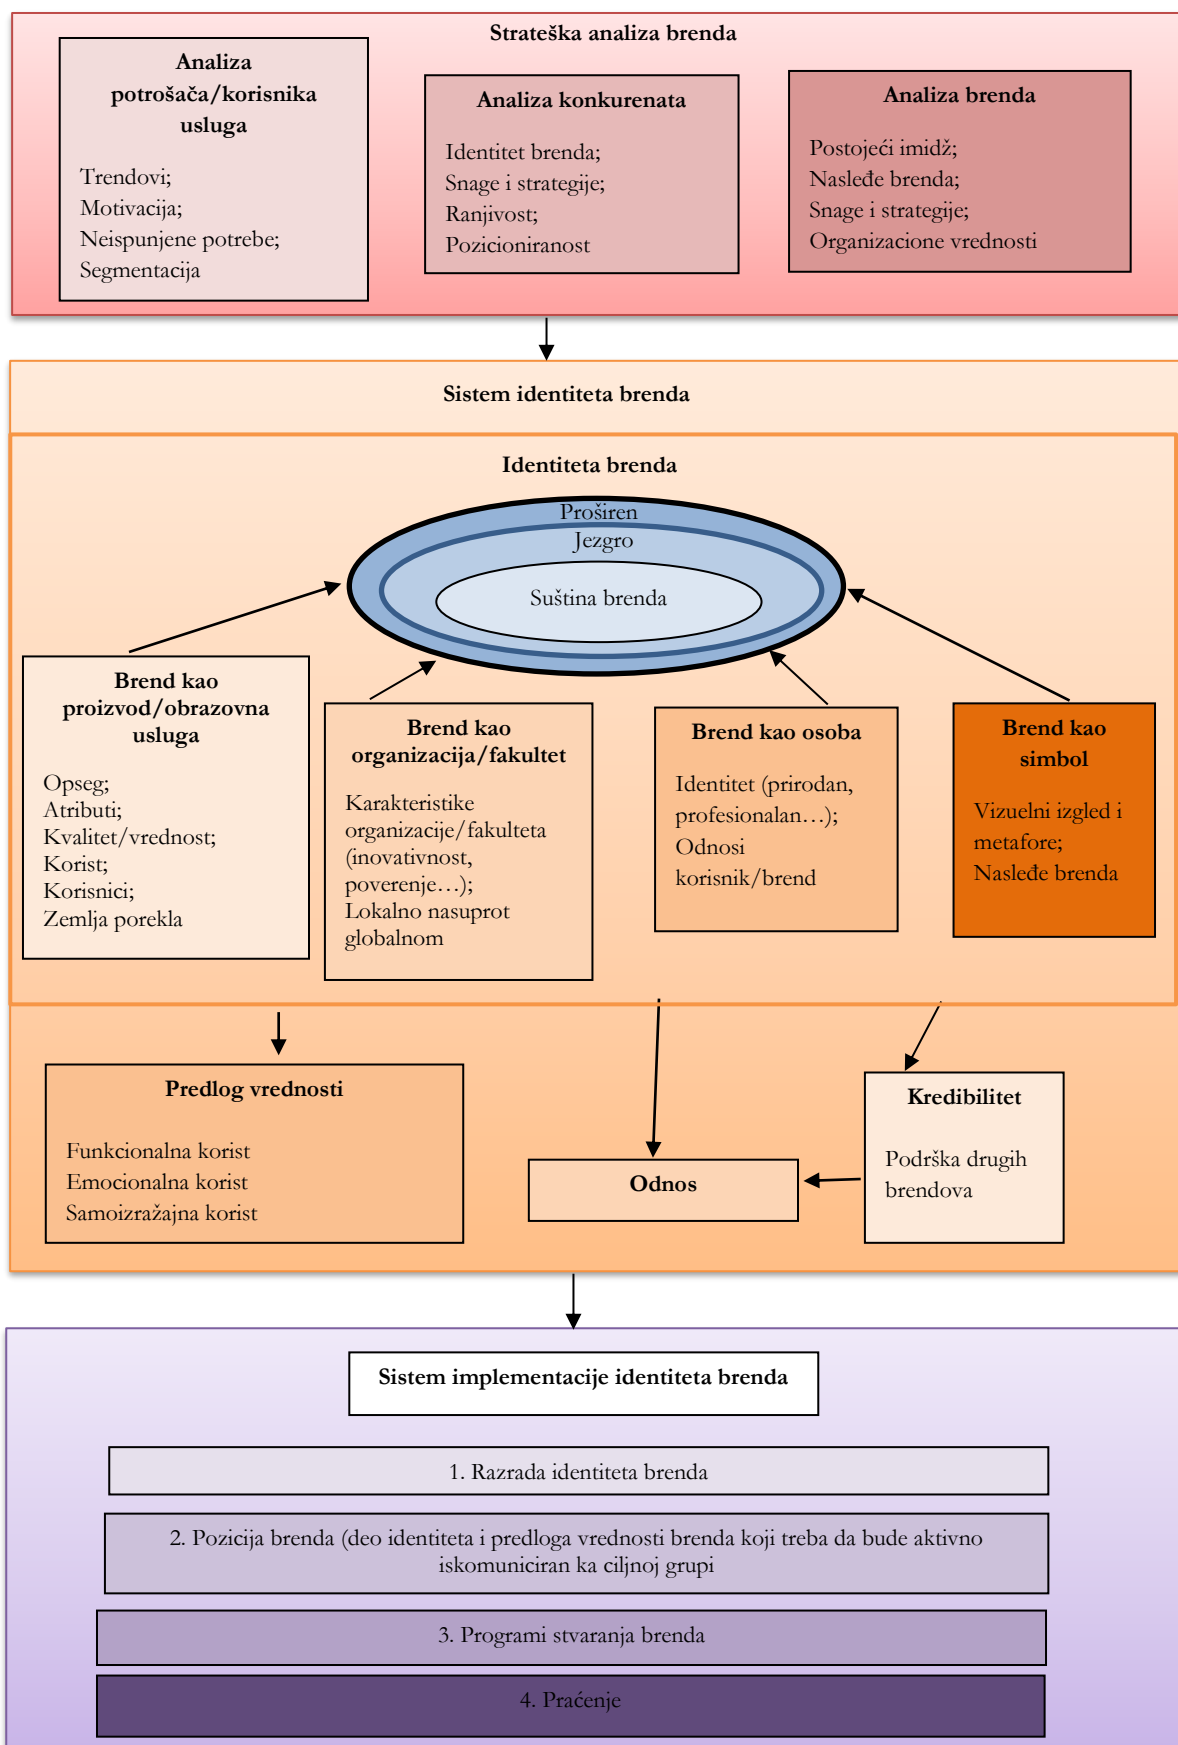 Strateška analiza brenda
Analiza
potrošača/korisnika
usluga
Trendovi;
Motivacija;
Neispunjene potrebe;
Segmentacija
Analiza konkurenata
Identitet brenda;
Snage i strategije;
Ranjivost;
Pozicioniranost
Analiza brenda
Postojeći imidž;
Nasleđe brenda;
Snage i strategije;
Organizacione vrednosti
Sistem identiteta brenda
Identiteta brenda
Proširen
Jezgro
Suština brenda
Brend kao
proizvod/obrazovna
usluga
Opseg;
Atributi;
Kvalitet/vrednost;
Korist;
Korisnici;
Zemlja porekla
Brend kao
organizacija/fakultet
Karakteristike
organizacije/fakulteta
(inovativnost,
poverenje…);
Lokalno nasuprot
globalnom
Brend kao osoba
Identitet (prirodan,
profesionalan…);
Odnosi
korisnik/brend
Brend kao
simbol
Vizuelni izgled i
metafore;
Nasleđe brenda
Predlog vrednosti
Funkcionalna korist
Emocionalna korist
Samoizražajna korist
Odnos
Kredibilitet
Podrška drugih
brendova
Sistem implementacije identiteta brenda
1. Razrada identiteta brenda
2. Pozicija brenda (deo identiteta i predloga vrednosti brenda koji treba da bude aktivno
iskomuniciran ka ciljnoj grupi
3. Programi stvaranja brenda
4. Praćenje